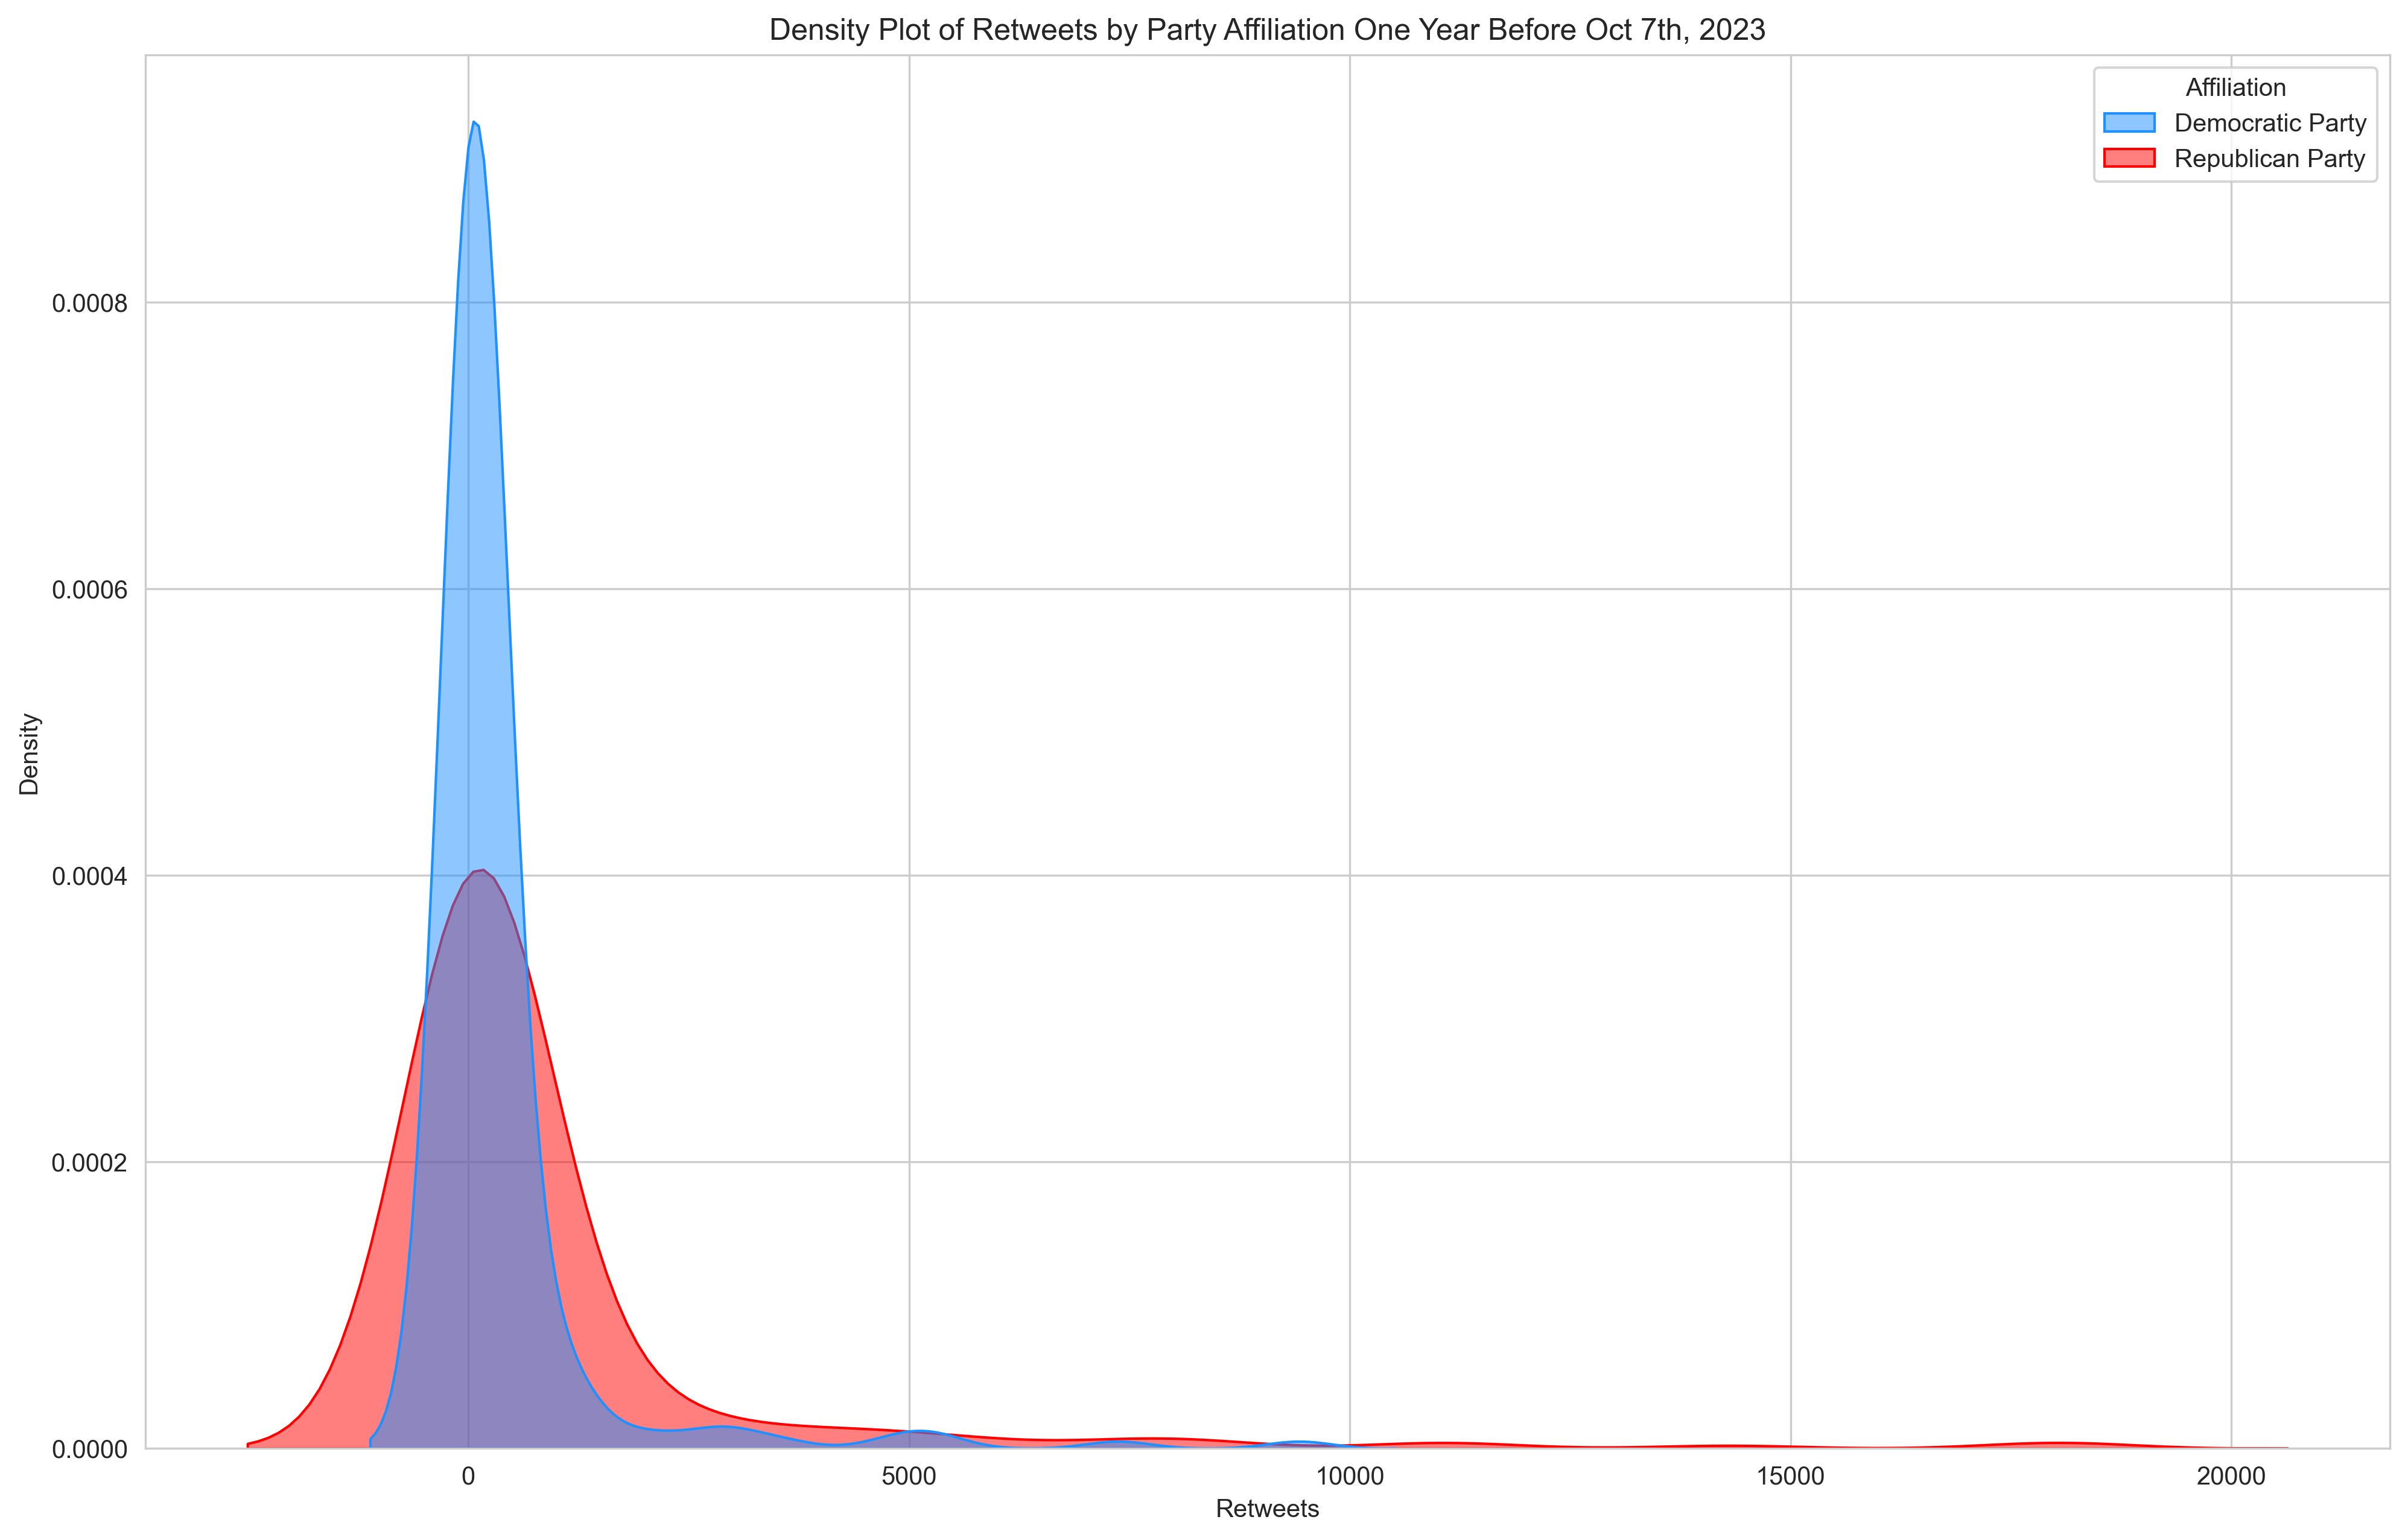 Density Plot of Retweets by Party Affiliation One Year Before Oct 7th, 2023
Affiliation
Democratic Party
Republican Party
Density
0.0008
0.0006
0.0004
0.0002
0.0000
0 5000 10000 15000 20000
Retweets